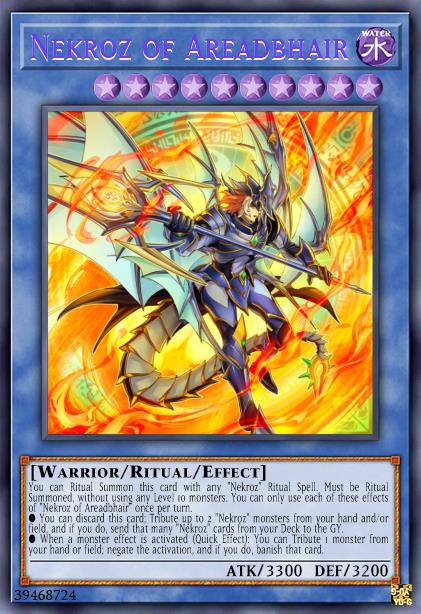 Nekroz of Areadbhair
WATER
水
[Warrior/Ritual/Effect]
You can Ritual Summon this card with any "Nekroz" Ritual Spell. Must be Ritual
Summoned, without using any Level 10 monsters. You can only use each of these effects
of "Nekroz of Areadbhair" once per turn.
● You can discard this card; Tribute up to 2 "Nekroz" monsters from your hand and/or
field, and if you do, send that many "Nekroz" cards from your Deck to the GY.
● When a monster effect is activated (Quick Effect): You can Tribute 1 monster from
your hand or field; negate the activation, and if you do, banish that card.
ATK/3300 DEF/3200
39468724